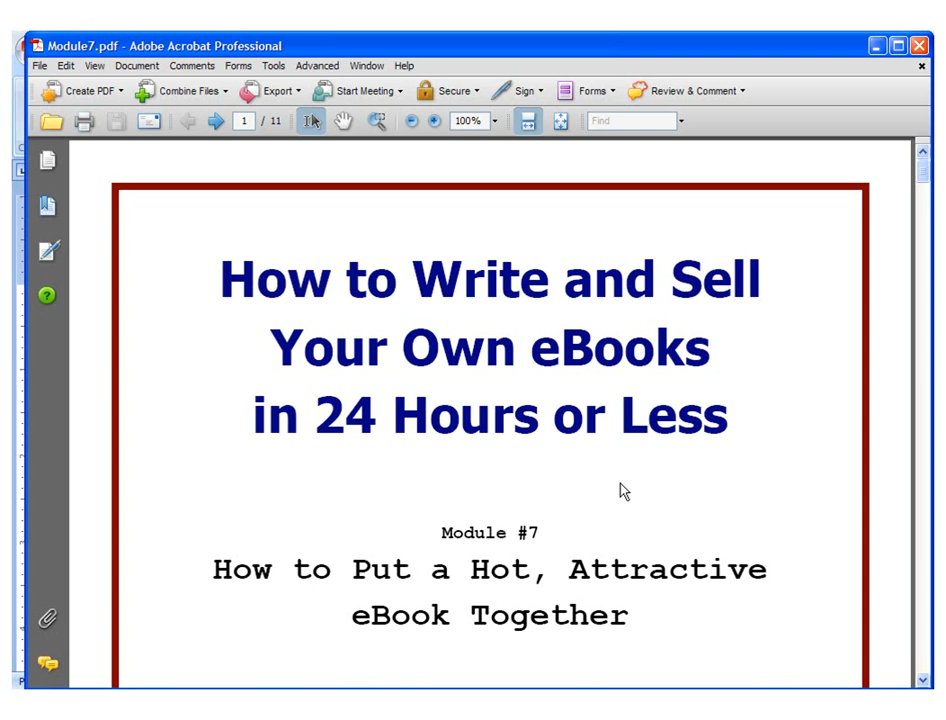 Module7.pdf - Adobe Acrobat Professional
File Edit View Document Comments Forms Tools Advanced Window Help
Create PDF Combine Files Export Start Meeting Secure Sign Forms Review & Comment
1 / 11 100% Find
How to Write and Sell
Your Own eBooks
in 24 Hours or Less
Module #7
How to Put a Hot, Attractive
eBook Together